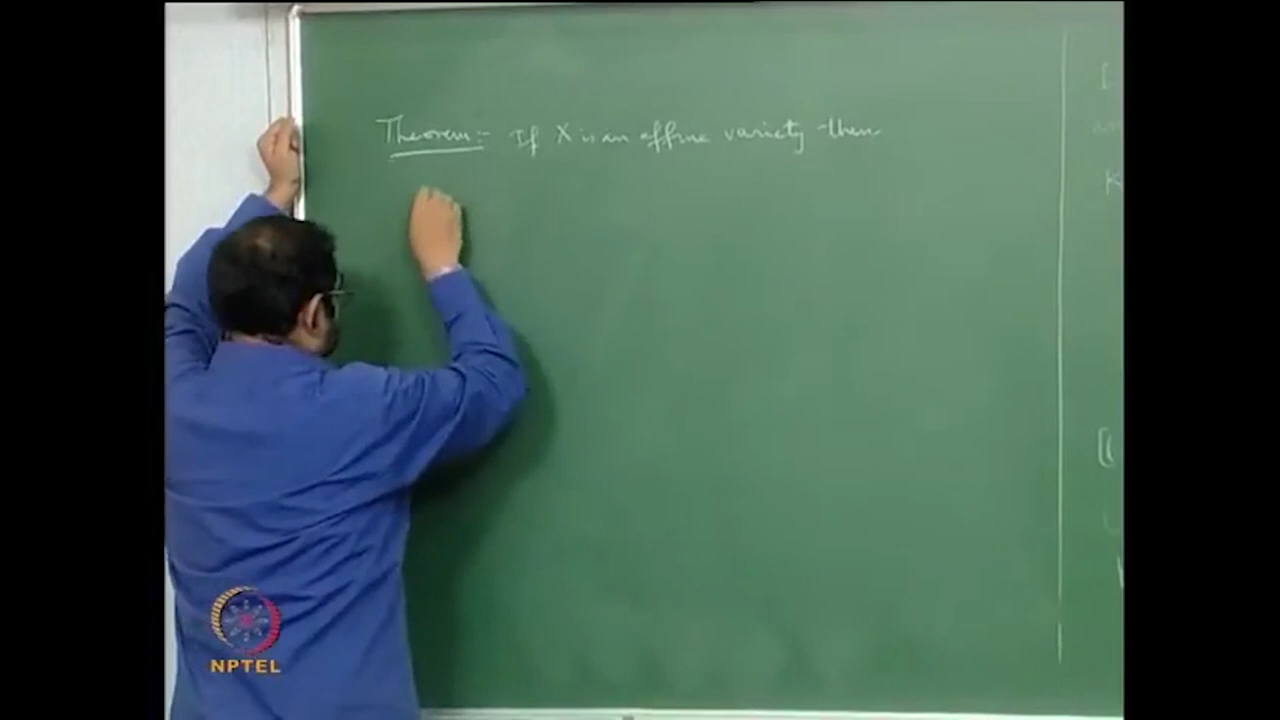 Theorem:- If X is an affine variety then
K
NPTEL